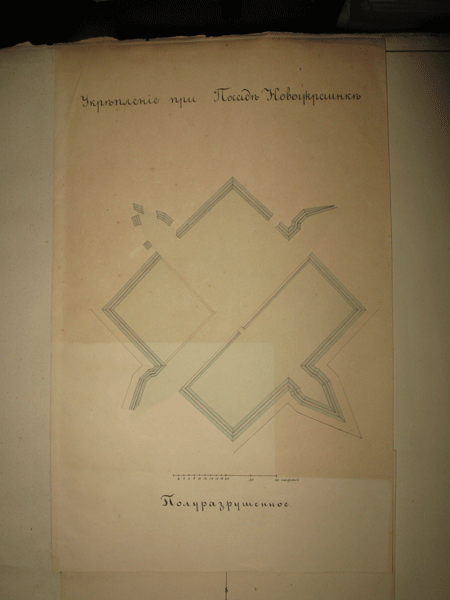 Укрѣпленіе при Посадѣ Новоукраинкѣ
Полуразрушенное.